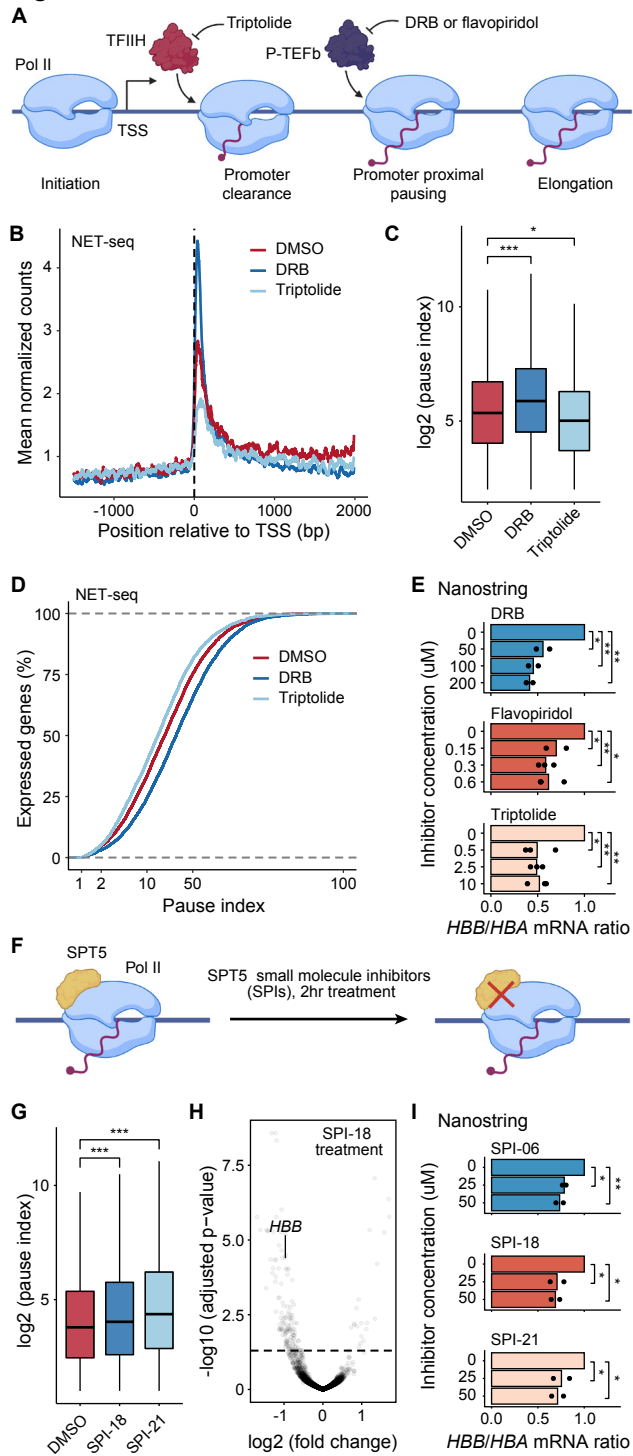 A
TFIIH
Triptolide
P-TEFb
DRB or flavopiridol
Pol II
TSS
Initiation
Promoter
clearance
Promoter proximal
pausing
Elongation
B
NET-seq
DMSO
DRB
Triptolide
Mean normalized counts
4
3
2
1
-1000
0
1000
2000
Position relative to TSS (bp)
C
*
***
log2 (pause index)
10
5
DMSO
DRB
Triptolide
D
NET-seq
Expressed genes (%)
100
75
50
25
0
DMSO
DRB
Triptolide
1
2
10
50
100
Pause index
E
Nanostring
Inhibitor concentration (uM)
DRB
0
50
100
200
*
**
**
Flavopiridol
0
0.15
0.3
0.6
*
**
*
Triptolide
0
0.5
2.5
10
*
**
**
0.0
0.5
1.0
HBB/HBA mRNA ratio
F
SPT5
Pol II
SPT5 small molecule inhibitors
(SPIs), 2hr treatment
G
***
***
log2 (pause index)
10
5
DMSO
SPI-18
SPI-21
H
SPI-18
treatment
HBB
-log10 (adjusted p−value)
7.5
5.0
2.5
0
-1
0
1
log2 (fold change)
I
Nanostring
Inhibitor concentration (uM)
SPI-06
0
25
50
*
**
SPI-18
0
25
50
*
*
SPI-21
0
25
50
*
*
0.0
0.5
1.0
HBB/HBA mRNA ratio